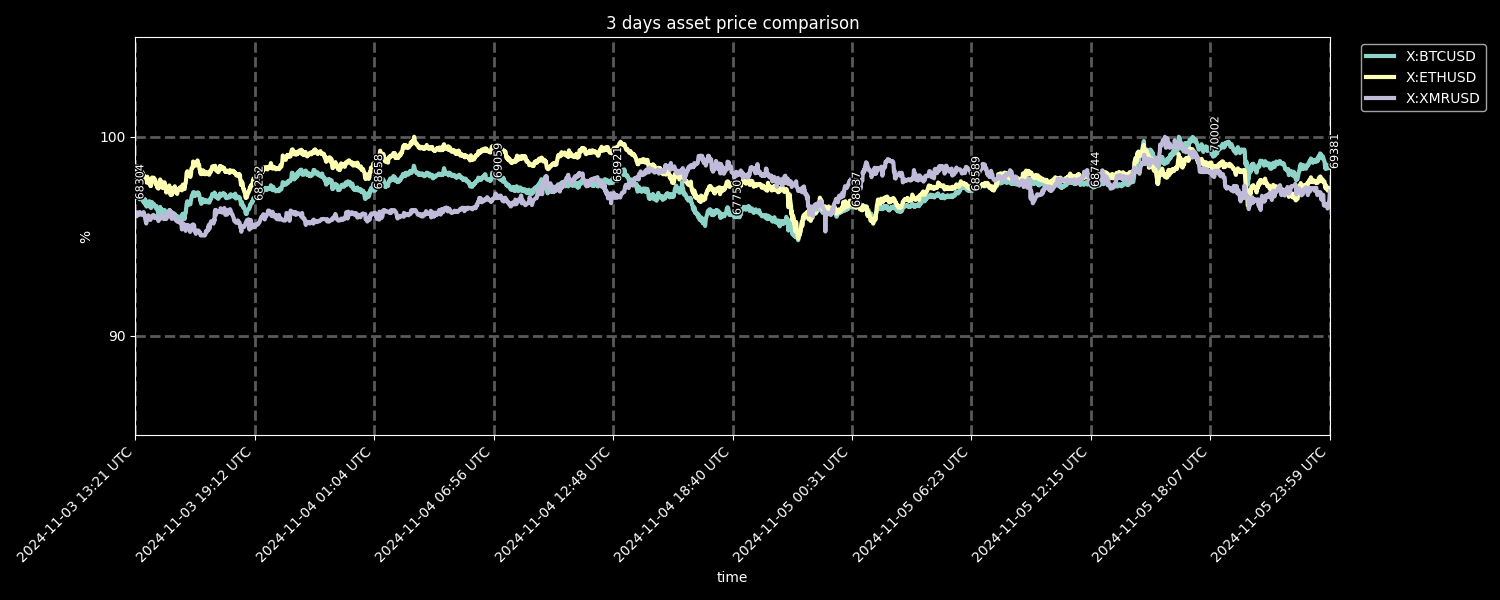 3 days asset price comparison
X:BTCUSD
X:ETHUSD
X:XMRUSD
100
90
%
68304
68252
68658
69059
68921
67750
68037
68589
68744
70002
69381
2024-11-03 13:21 UTC
2024-11-03 19:12 UTC
2024-11-04 01:04 UTC
2024-11-04 06:56 UTC
2024-11-04 12:48 UTC
2024-11-04 18:40 UTC
2024-11-05 00:31 UTC
2024-11-05 06:23 UTC
2024-11-05 12:15 UTC
2024-11-05 18:07 UTC
2024-11-05 23:59 UTC
time